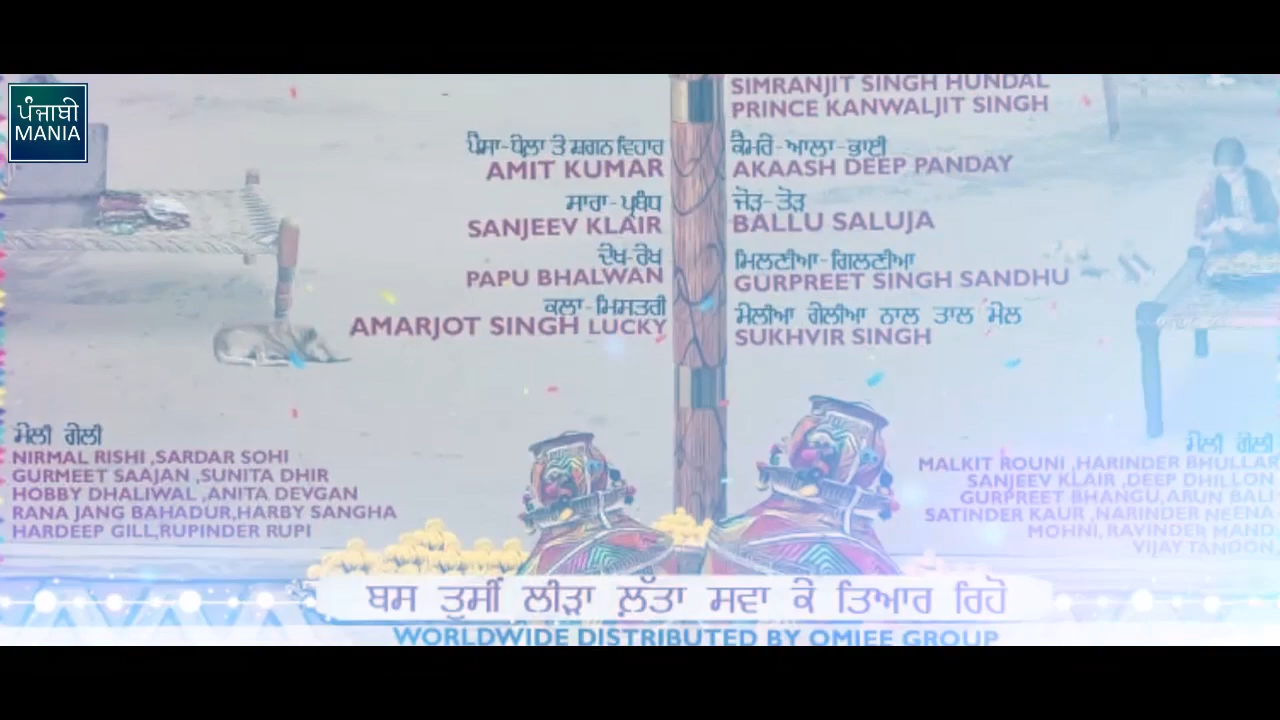 ਪੰਜਾਬੀ
MANIA
SIMRANJIT SINGH HUNDAL
PRINCE KANWALJIT SINGH
ਪੈਸਾ-ਧੇਲਾ ਤੇ ਸ਼ਗਨ ਵਿਹਾਰ
AMIT KUMAR
ਸਾਰਾ-ਪ੍ਰਬੰਧ
SANJEEV KLAIR
ਦੇਖ-ਰੇਖ
PAPU BHALWAN
ਕਲਾ-ਮਿਸਤਰੀ
AMARJOT SINGH LUCKY
ਕੈਮਰੇ-ਆਲਾ-ਭਾਈ
AKAASH DEEP PANDAY
ਜੋੜ-ਤੋੜ
BALLU SALUJA
ਮਿਲਣੀਆ-ਗਿਲਣੀਆ
GURPREET SINGH SANDHU
ਮੇਲੀਆ ਗੇਲੀਆ ਨਾਲ ਤਾਲ ਮੇਲ
SUKHVIR SINGH
ਮੇਲੀ ਗੇਲੀ
NIRMAL RISHI ,SARDAR SOHI
GURMEET SAAJAN ,SUNITA DHIR
HOBBY DHALIWAL ,ANITA DEVGAN
RANA JANG BAHADUR,HARBY SANGHA
HARDEEP GILL,RUPINDER RUPI
ਮੇਲੀ ਗੇਲੀ
MALKIT ROUNI ,HARINDER BHULLAR
SANJEEV KLAIR ,DEEP DHILLON
GURPREET BHANGU,ARUN BALI
SATINDER KAUR ,NARINDER NEENA
MOHNI, RAVINDER MAND
VIJAY TANDON
ਬਸ ਤੁਸੀਂ ਲੀੜਾ ਲ਼ੱਤਾ ਸਵਾ ਕੇ ਤਿਆਰ ਰਿਹੋ
WORLDWIDE DISTRIBUTED BY OMJEE GROUP